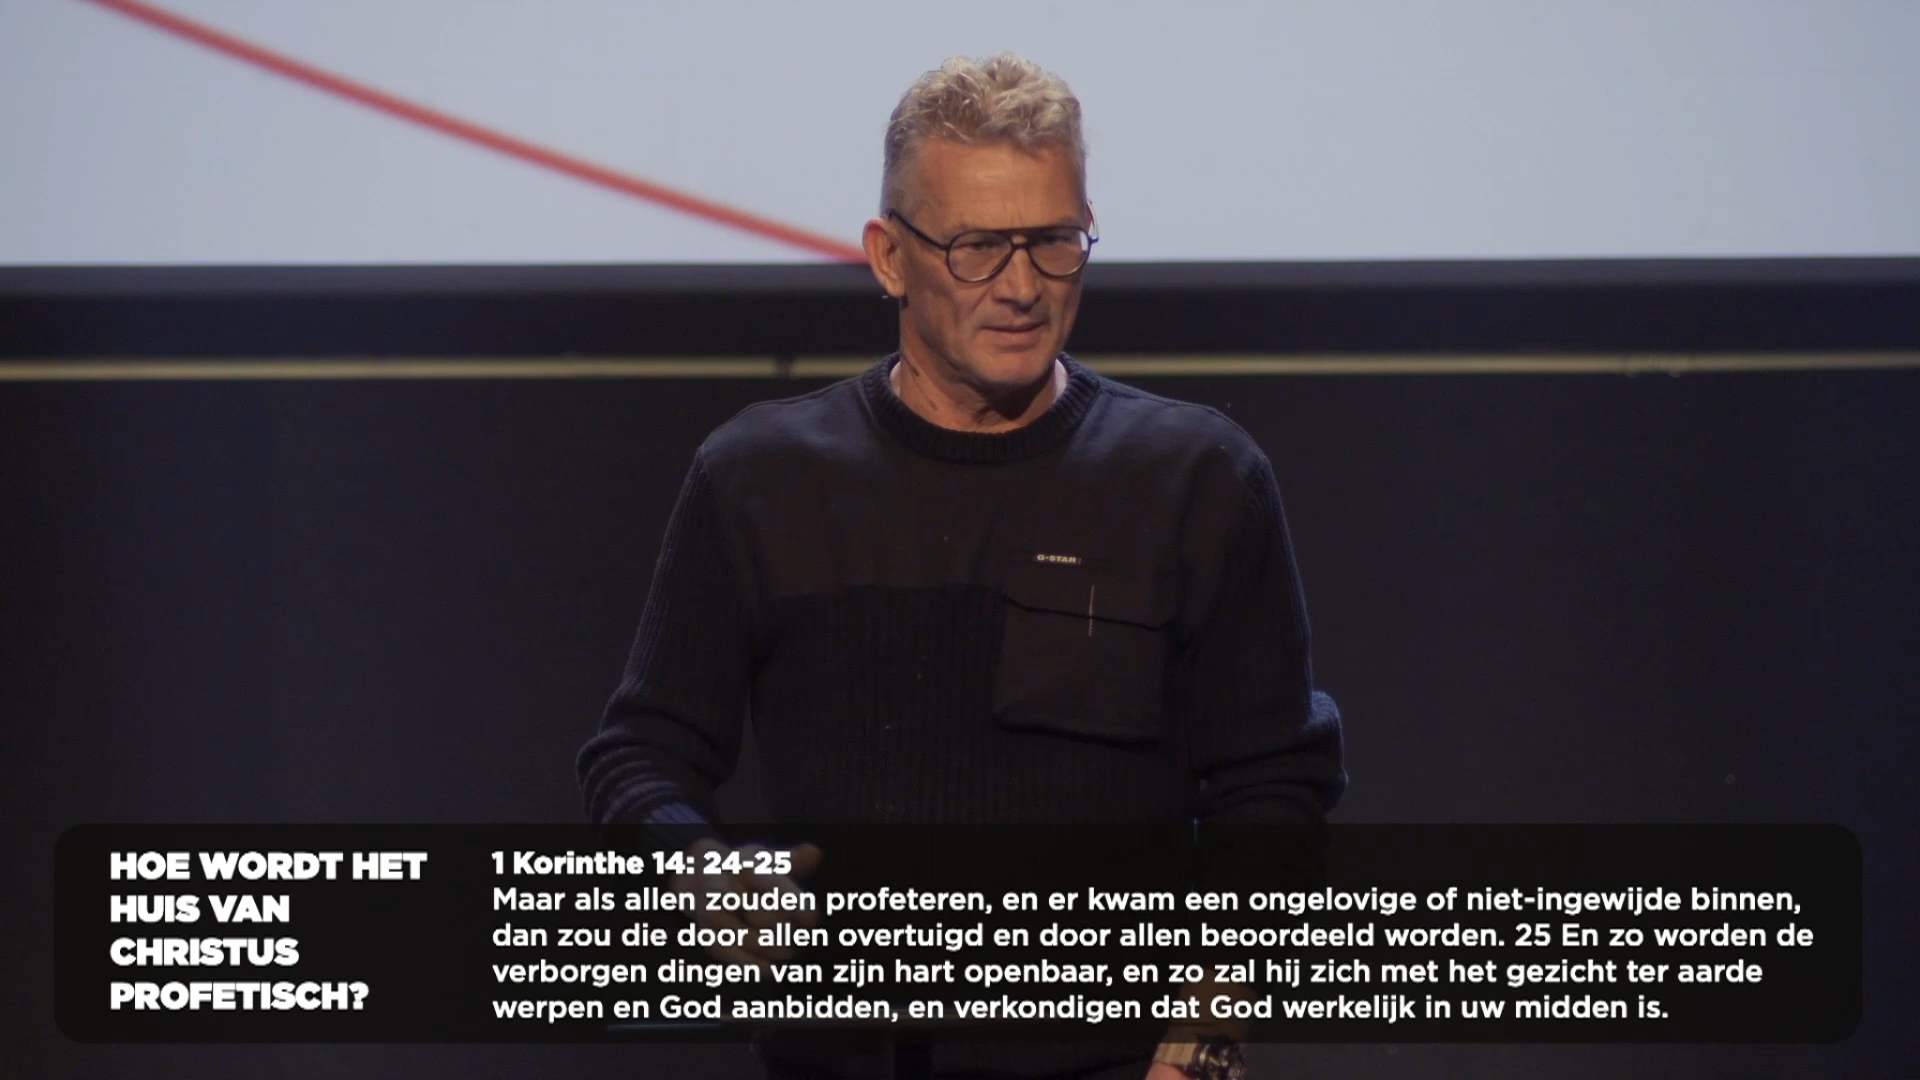 G-STAR
HOE WORDT HET
HUIS VAN
CHRISTUS
PROFETISCH?
1 Korinthe 14: 24-25
Maar als allen zouden profeteren, en er kwam een ongelovige of niet-ingewijde binnen,
dan zou die door allen overtuigd en door allen beoordeeld worden. 25 En zo worden de
verborgen dingen van zijn hart openbaar, en zo zal hij zich met het gezicht ter aarde
werpen en God aanbidden, en verkondigen dat God werkelijk in uw midden is.